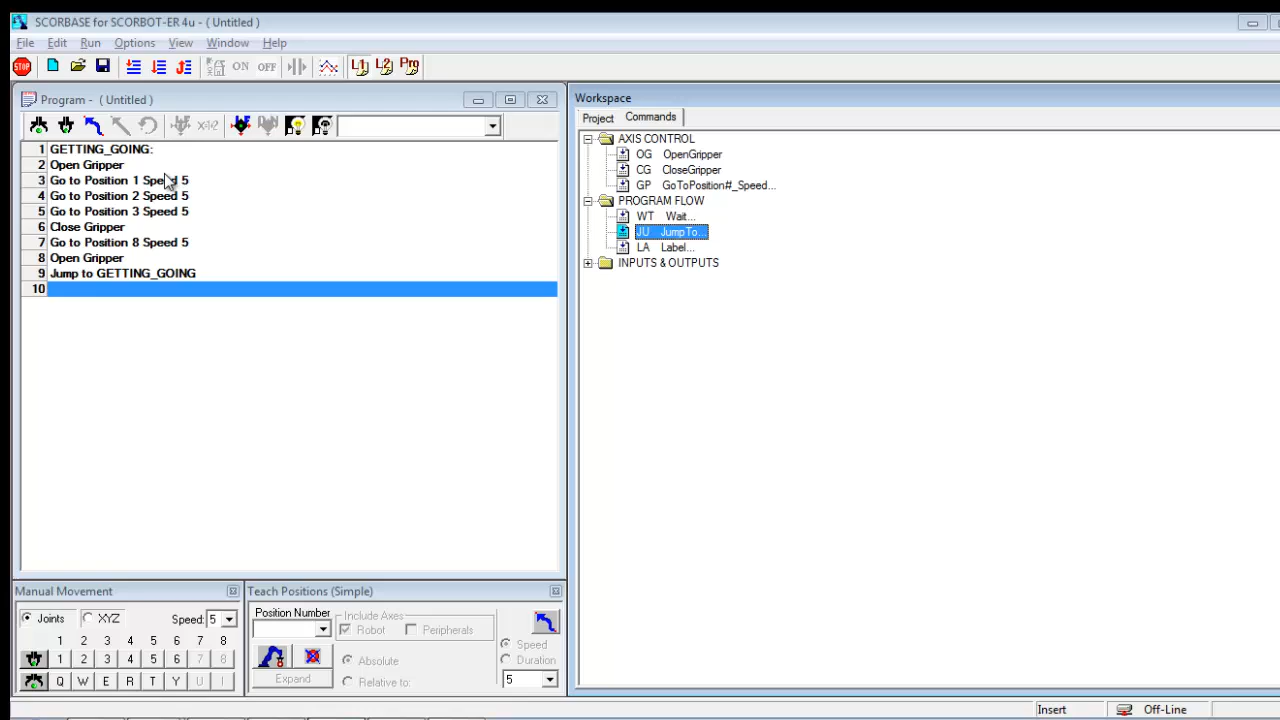 SCORBASE for SCORBOT-ER 4u - ( Untitled )
File Edit Run Options View Window Help
STOP ON OFF L1 L2 Prg
Program - ( Untitled )
1 GETTING_GOING:
2 Open Gripper
3 Go to Position 1 Speed 5
4 Go to Position 2 Speed 5
5 Go to Position 3 Speed 5
6 Close Gripper
7 Go to Position 8 Speed 5
8 Open Gripper
9 Jump to GETTING_GOING
10
Workspace
Project Commands
AXIS CONTROL
OG OpenGripper
CG CloseGripper
GP GoToPosition#_Speed...
PROGRAM FLOW
WT Wait...
JU JumpTo...
LA Label...
INPUTS & OUTPUTS
Manual Movement
Joints XYZ Speed: 5
1 2 3 4 5 6 7 8
1 2 3 4 5 6 7 8
Q W E R T Y U I
Teach Positions (Simple)
Position Number
Include Axes
Robot Peripherals
Absolute
Relative to:
Expand
Speed
Duration
5
Insert Off-Line